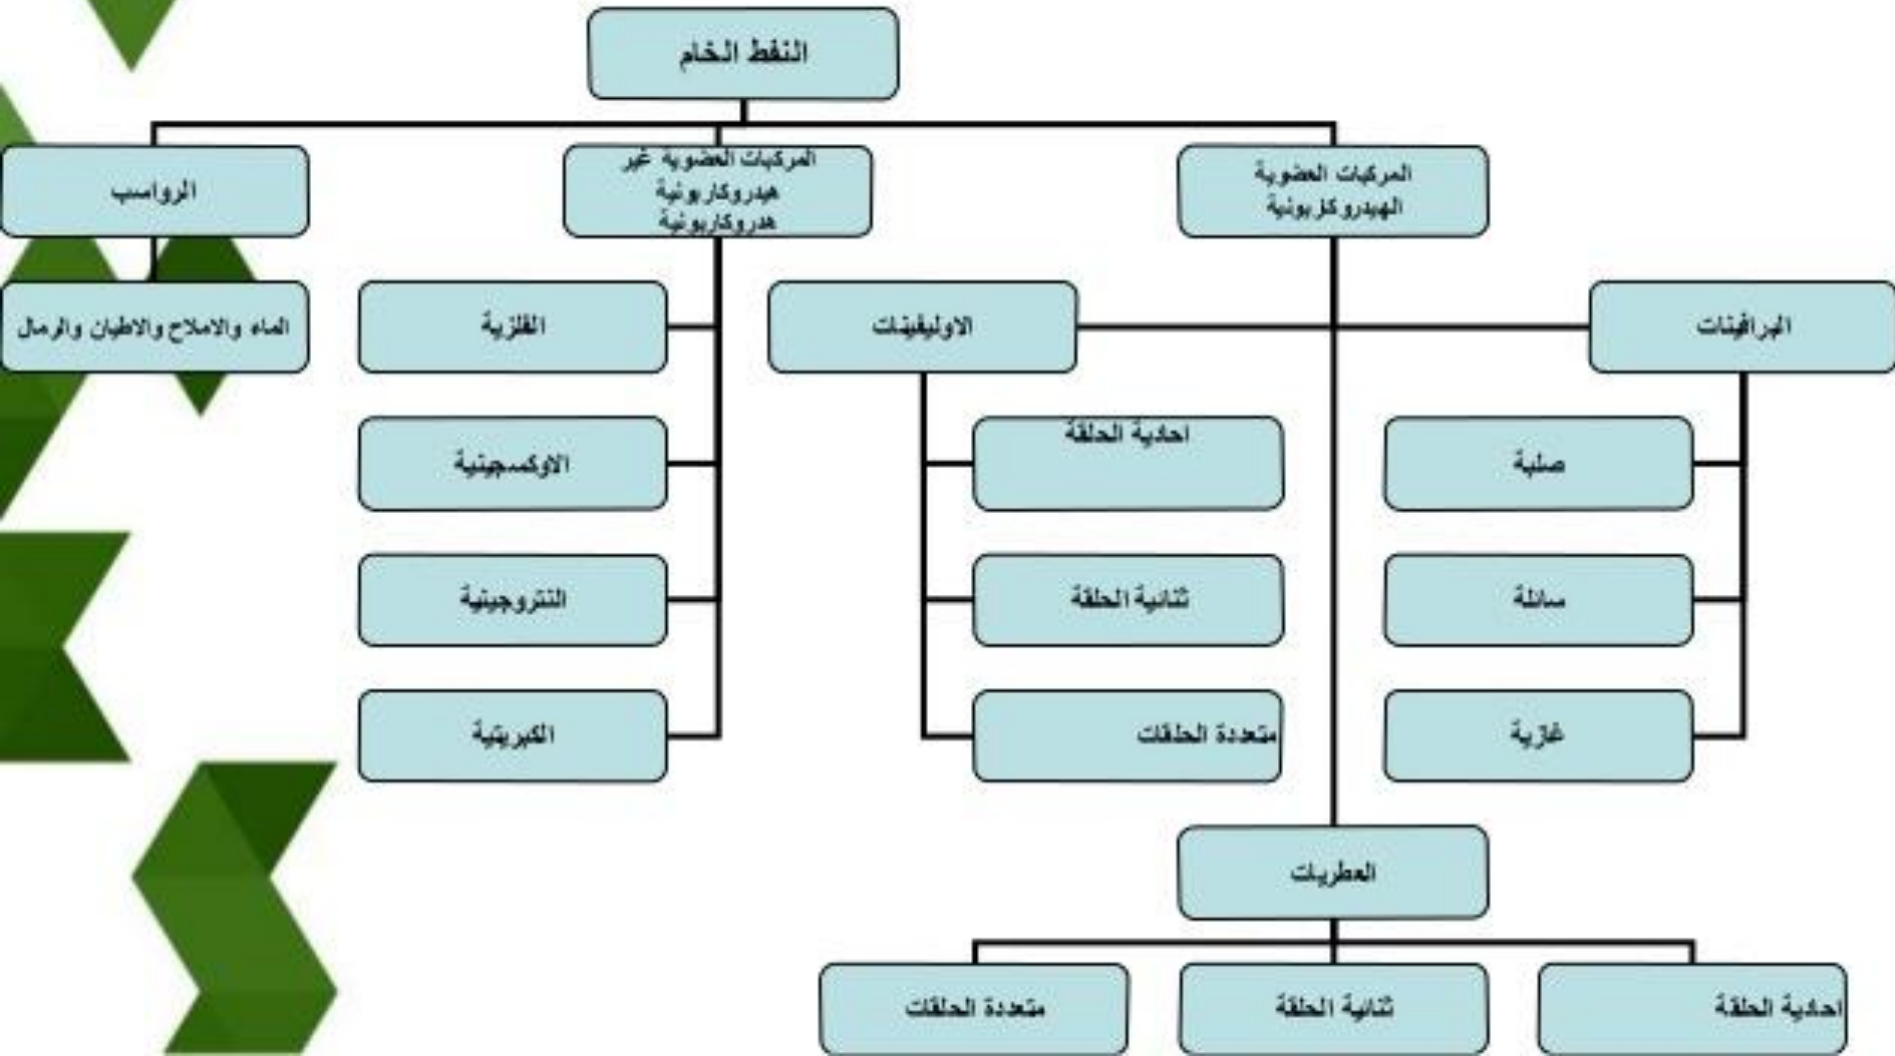 النفط الخام
المركبات العضوية
الهيدروكربونية
المركبات العضوية غير
هيدروكاربونية
هدروكاربونية
الرواسب
البرافينات
الاوليفينات
الفلزية
الماء والاملاح والاطيان والرمال
صلبة
احادية الحلقة
الاوكسجينية
سائلة
ثنائية الحلقة
النتروجينية
غازية
متعددة الحلقات
الكبريتية
العطريات
احادية الحلقة
ثنائية الحلقة
متعددة الحلقات